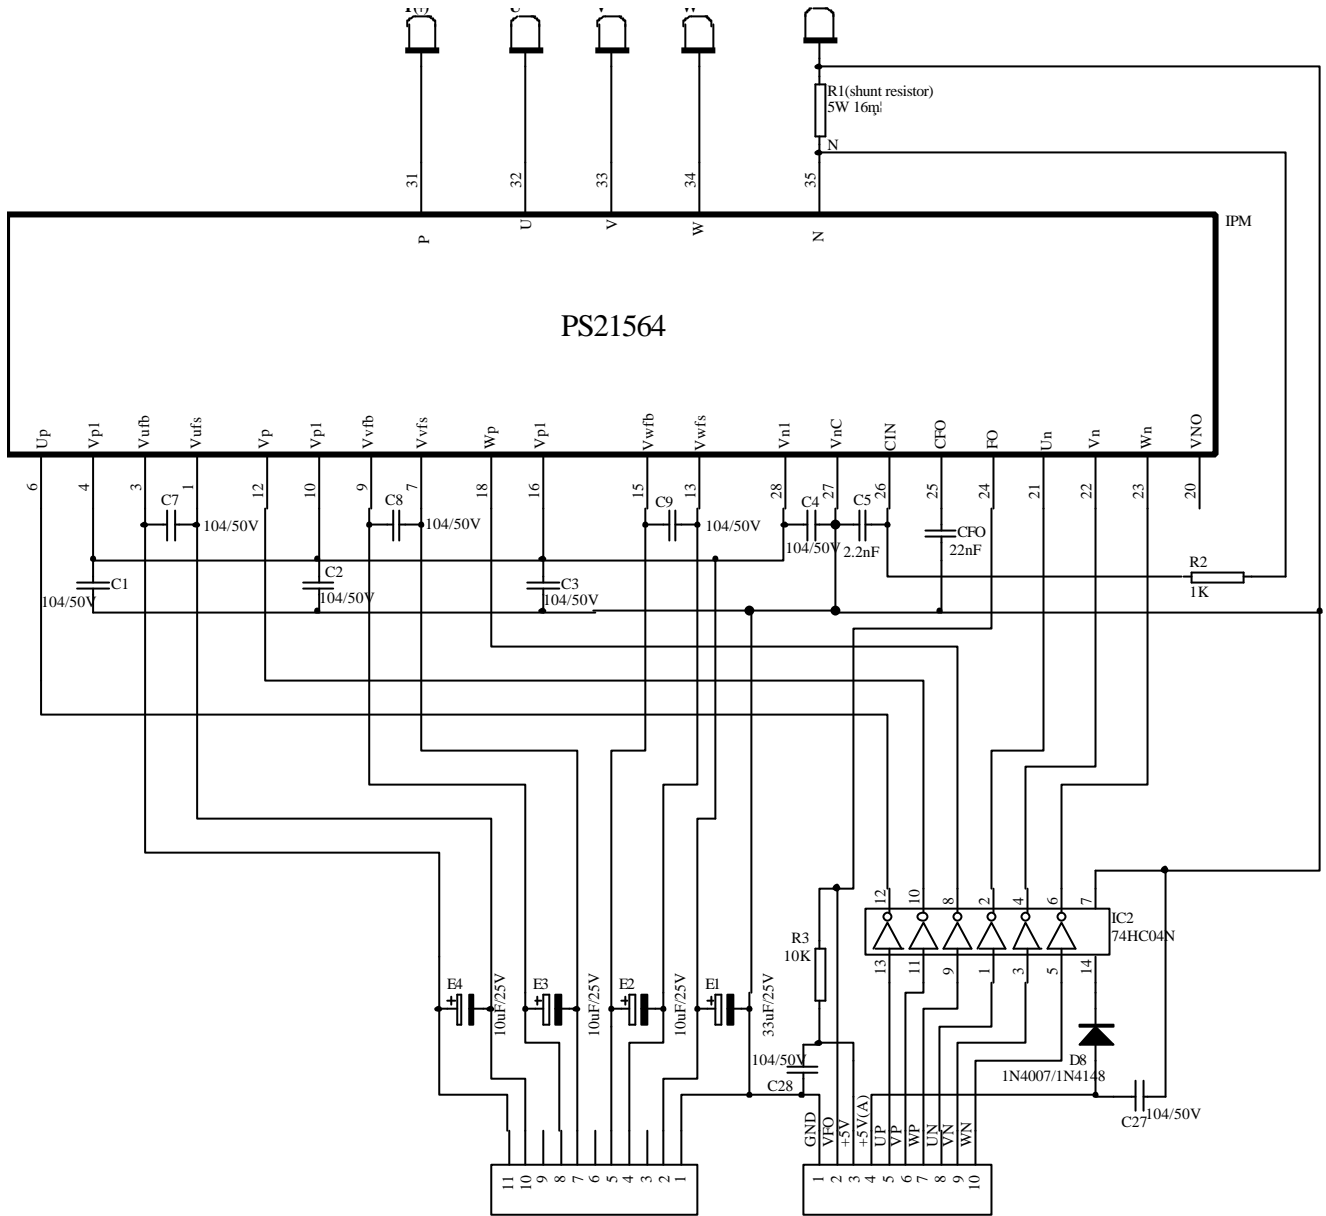 R1(shunt resistor)
5W 16m
N
31
32
33
34
35
P
U
V
W
N
IPM
PS21564
Up
Vp1
Vufb
Vufs
Vp
Vp1
Vvfb
Vvfs
Wp
Vp1
Vwfb
Vwfs
Vn1
VnC
CIN
CFO
FO
Un
Vn
Wn
VNO
6
4
3
1
12
10
9
7
18
16
15
13
28
27
26
25
24
21
22
23
20
C7
104/50V
C8
104/50V
C9
104/50V
C4
104/50V
C5
2.2nF
CFO
22nF
R2
1K
C1
104/50V
C2
104/50V
C3
104/50V
12
10
8
2
4
6
7
IC2
74HC04N
13
11
9
1
3
5
14
R3
10K
E4
10uF/25V
E3
10uF/25V
E2
10uF/25V
E1
33uF/25V
104/50V
C28
D8
1N4007/1N4148
C27
104/50V
GND
VFO
+5V
+5V(A)
UP
VP
WP
UN
VN
WN
11
10
9
8
7
6
5
4
3
2
1
1
2
3
4
5
6
7
8
9
10